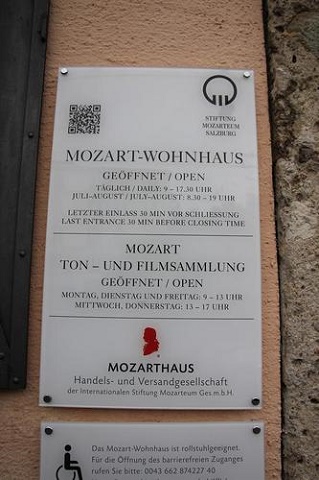 STIFTUNG
MOZARTEUM
SALZBURG
MOZART-WOHNHAUS
GEÖFFNET / OPEN
TÄGLICH / DAILY: 9 – 17.30 UHR
JULI-AUGUST / JULY-AUGUST: 8.30 – 19 UHR
LETZTER EINLASS 30 MIN VOR SCHLIESSUNG
LAST ENTRANCE 30 MIN BEFORE CLOSING TIME
MOZART
TON – UND FILMSAMMLUNG
GEÖFFNET / OPEN
MONTAG, DIENSTAG UND FREITAG: 9 – 13 UHR
MITTWOCH, DONNERSTAG: 13 – 17 UHR
MOZARTHAUS
Handels- und Versandgesellschaft
der Internationalen Stiftung Mozarteum Ges.m.b.H.
Das Mozart-Wohnhaus ist rollstuhlgeeignet.
Für die Öffnung des barrierefreien Zuganges
rufen Sie bitte: 0043 662 874227 40